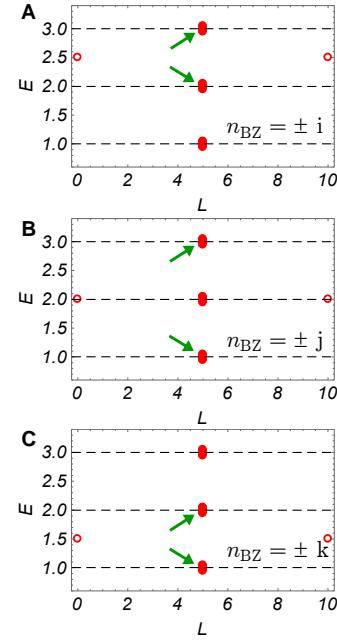 A
3.0
2.5
2.0
1.5
1.0
E
n_BZ = ± i
0 2 4 6 8 10
L
B
3.0
2.5
2.0
1.5
1.0
E
n_BZ = ± j
0 2 4 6 8 10
L
C
3.0
2.5
2.0
1.5
1.0
E
n_BZ = ± k
0 2 4 6 8 10
L